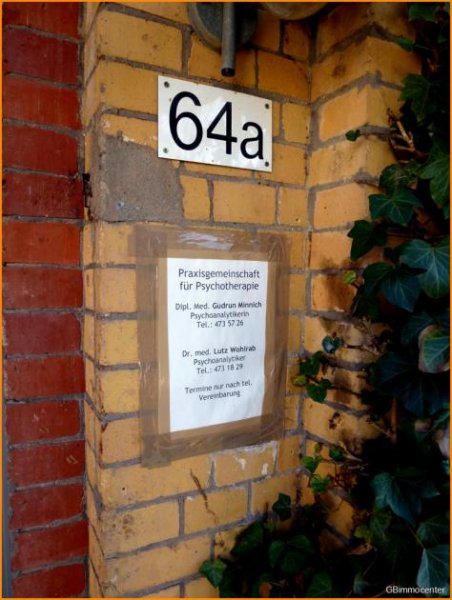 64a
Praxisgemeinschaft
für Psychotherapie
Dipl. Med. Gudrun Minnich
Psychoanalytikerin
Tel.: 473 57 26
Dr. med. Lutz Wohlrab
Psychoanalytiker
Tel.: 473 18 29
Termine nur nach tel.
Vereinbarung
GBimmocenter